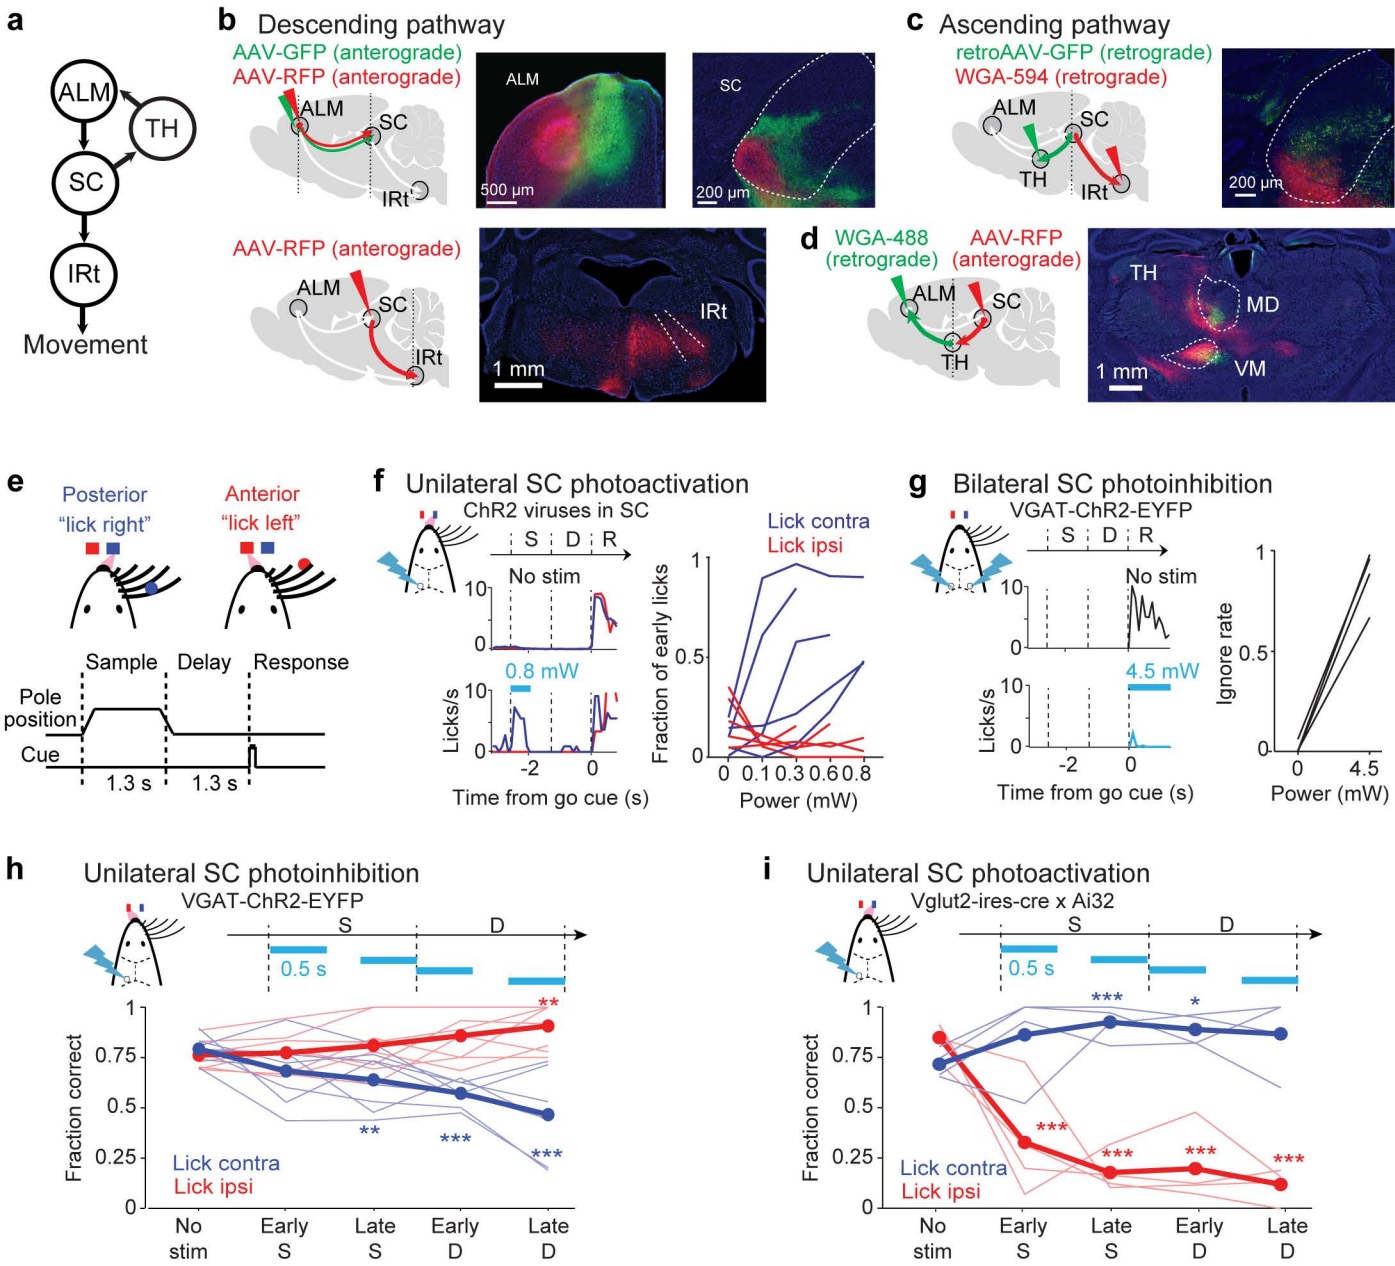 a
ALM
TH
SC
IRt
Movement
b Descending pathway
AAV-GFP (anterograde)
AAV-RFP (anterograde)
ALM
SC
IRt
ALM
500 µm
SC
200 µm
AAV-RFP (anterograde)
ALM
SC
IRt
IRt
1 mm
c Ascending pathway
retroAAV-GFP (retrograde)
WGA-594 (retrograde)
ALM
SC
TH
IRt
200 µm
d
WGA-488
(retrograde)
AAV-RFP
(anterograde)
ALM
SC
TH
TH
MD
VM
1 mm
e
Posterior
"lick right"
Anterior
"lick left"
Sample Delay Response
Pole
position
Cue
1.3 s 1.3 s
f Unilateral SC photoactivation
ChR2 viruses in SC
S D R
No stim
10
0
0.8 mW
10
0
Licks/s
-2 0
Time from go cue (s)
Lick contra
Lick ipsi
Fraction of early licks
1
0.5
0
0 0.1 0.3 0.6 0.8
Power (mW)
g Bilateral SC photoinhibition
VGAT-ChR2-EYFP
S D R
No stim
10
0
4.5 mW
10
0
Licks/s
-2 0
Time from go cue (s)
Ignore rate
1
0.5
0
0 4.5
Power (mW)
h Unilateral SC photoinhibition
VGAT-ChR2-EYFP
S D
0.5 s
Fraction correct
1
0.75
0.5
0.25
0
**
**
***
***
Lick contra
Lick ipsi
No
stim
Early
S
Late
S
Early
D
Late
D
i Unilateral SC photoactivation
Vglut2-ires-cre x Ai32
S D
0.5 s
Fraction correct
1
0.75
0.5
0.25
0
***
*
***
***
***
***
Lick contra
Lick ipsi
No
stim
Early
S
Late
S
Early
D
Late
D